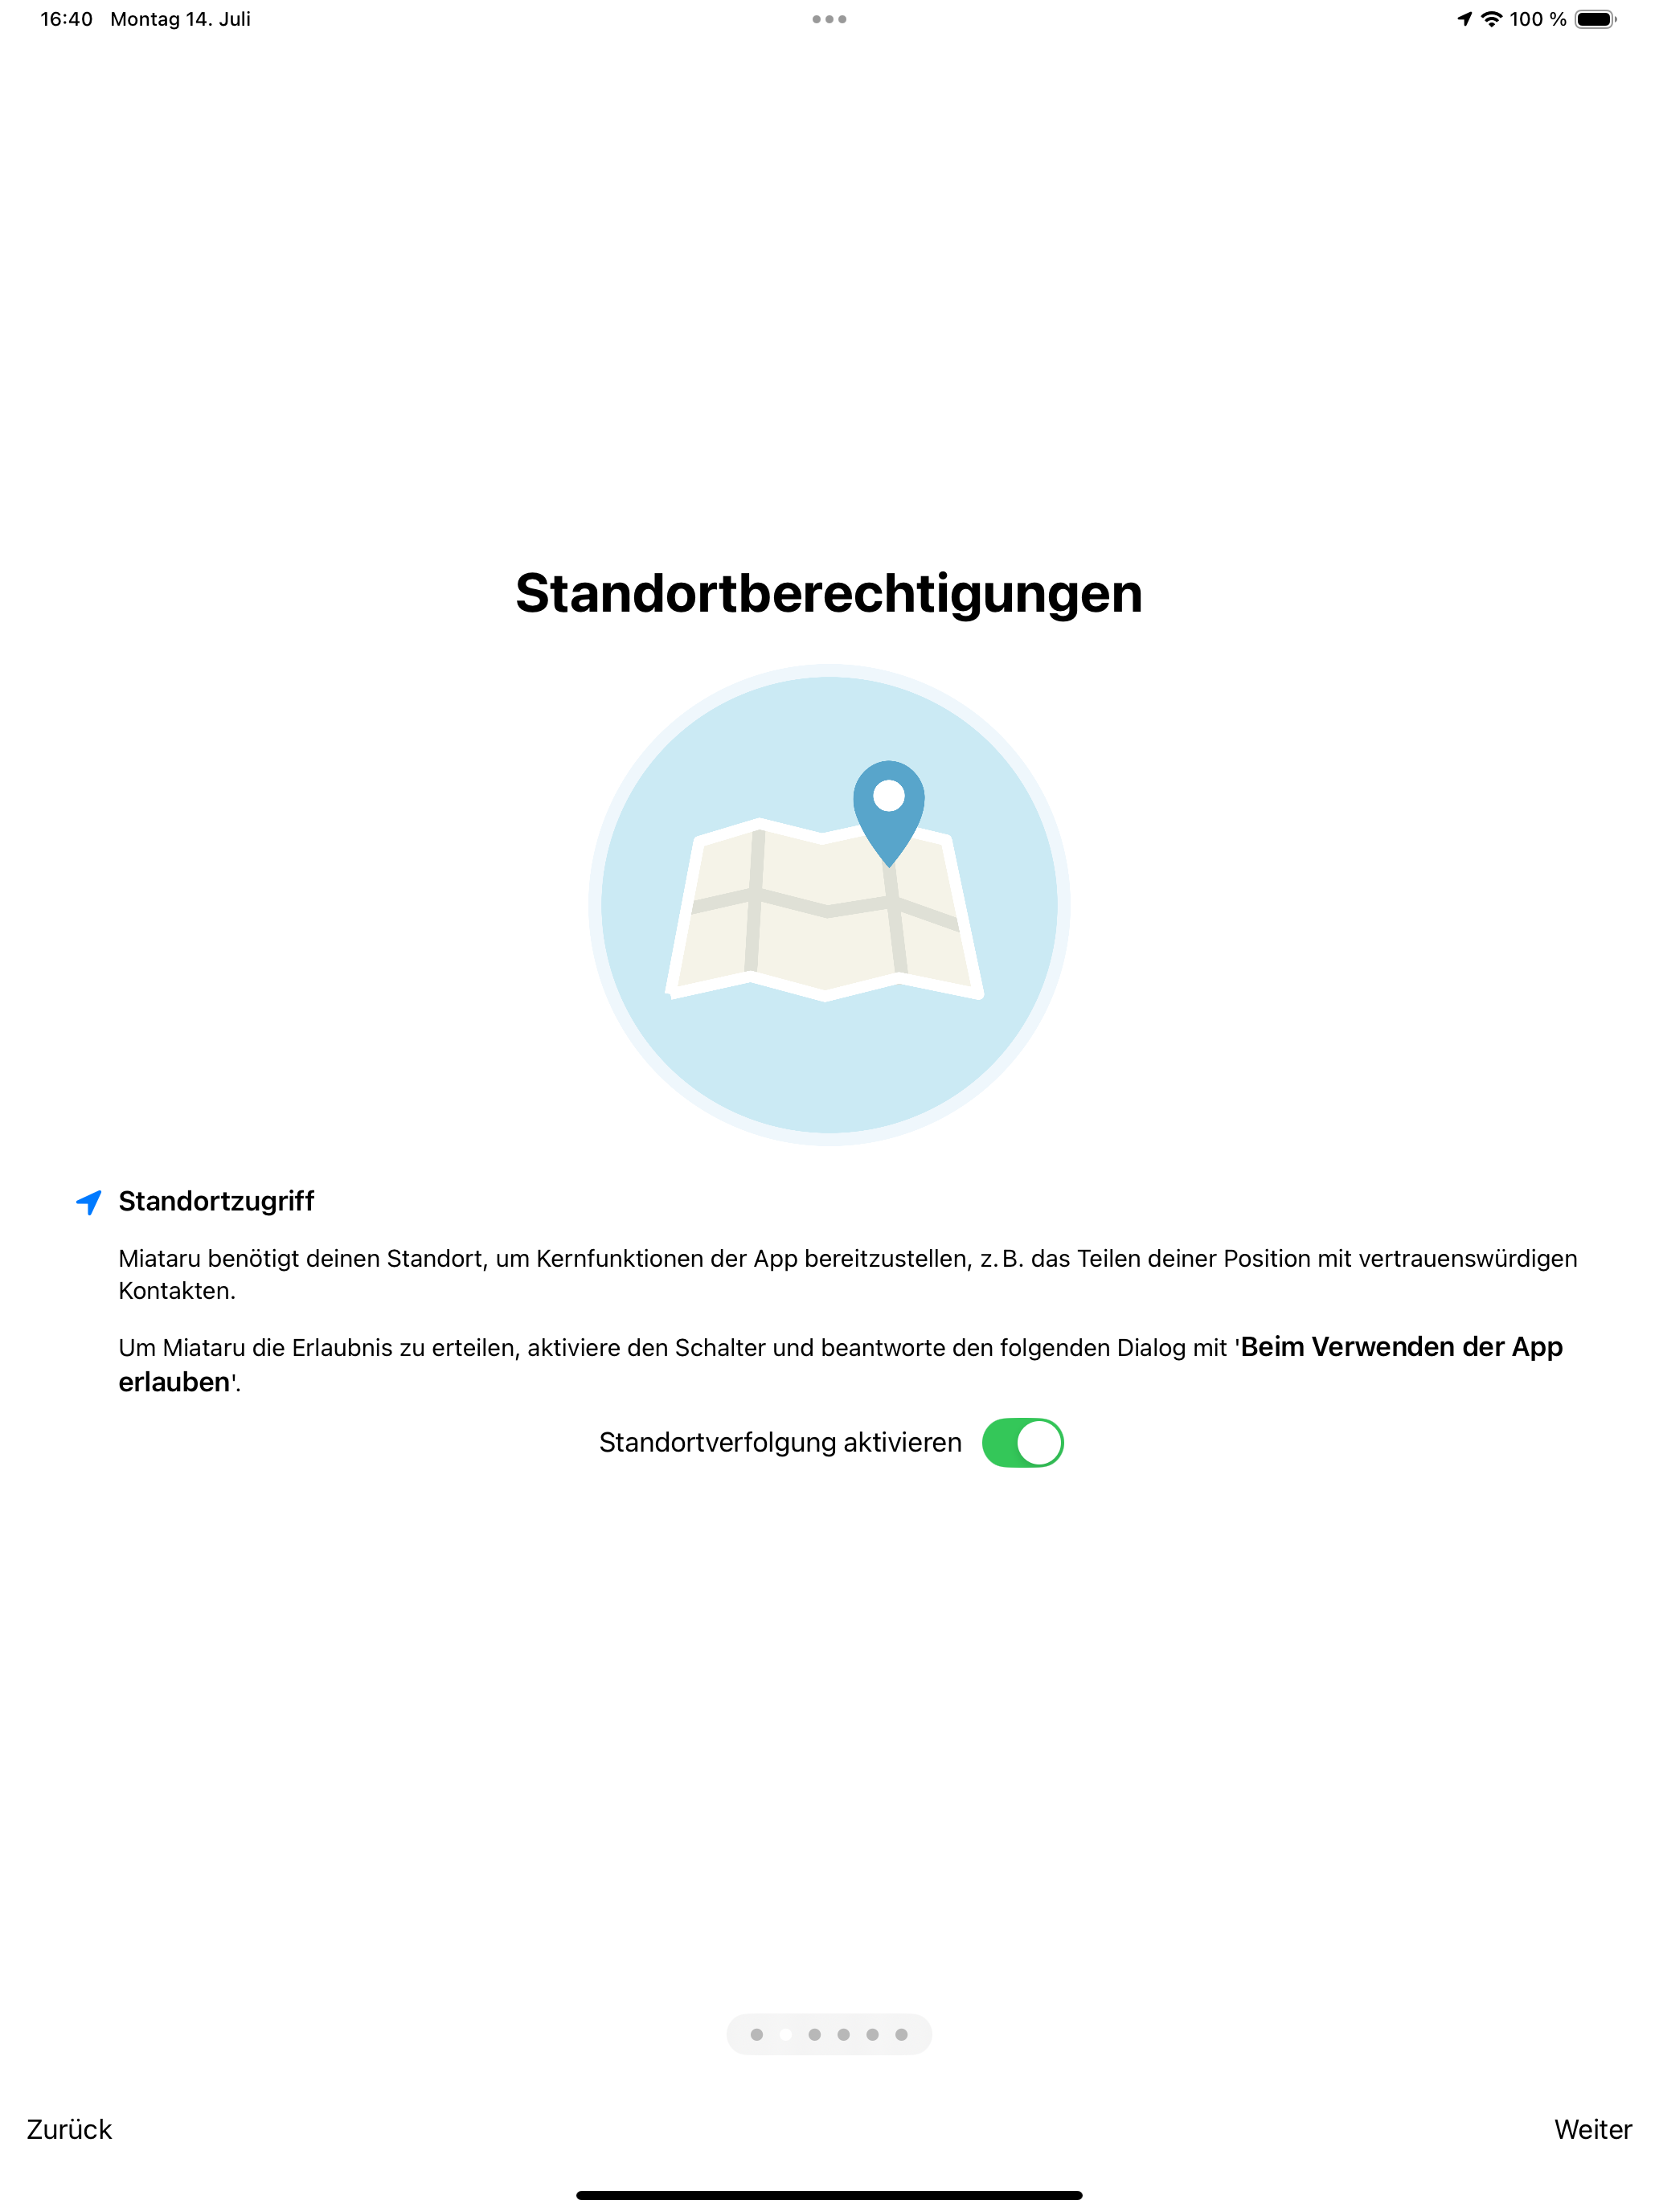 16:40 Montag 14. Juli
100 %
Standortberechtigungen
Standortzugriff
Miataru benötigt deinen Standort, um Kernfunktionen der App bereitzustellen, z. B. das Teilen deiner Position mit vertrauenswürdigen
Kontakten.
Um Miataru die Erlaubnis zu erteilen, aktiviere den Schalter und beantworte den folgenden Dialog mit 'Beim Verwenden der App
erlauben'.
Standortverfolgung aktivieren
Zurück
Weiter